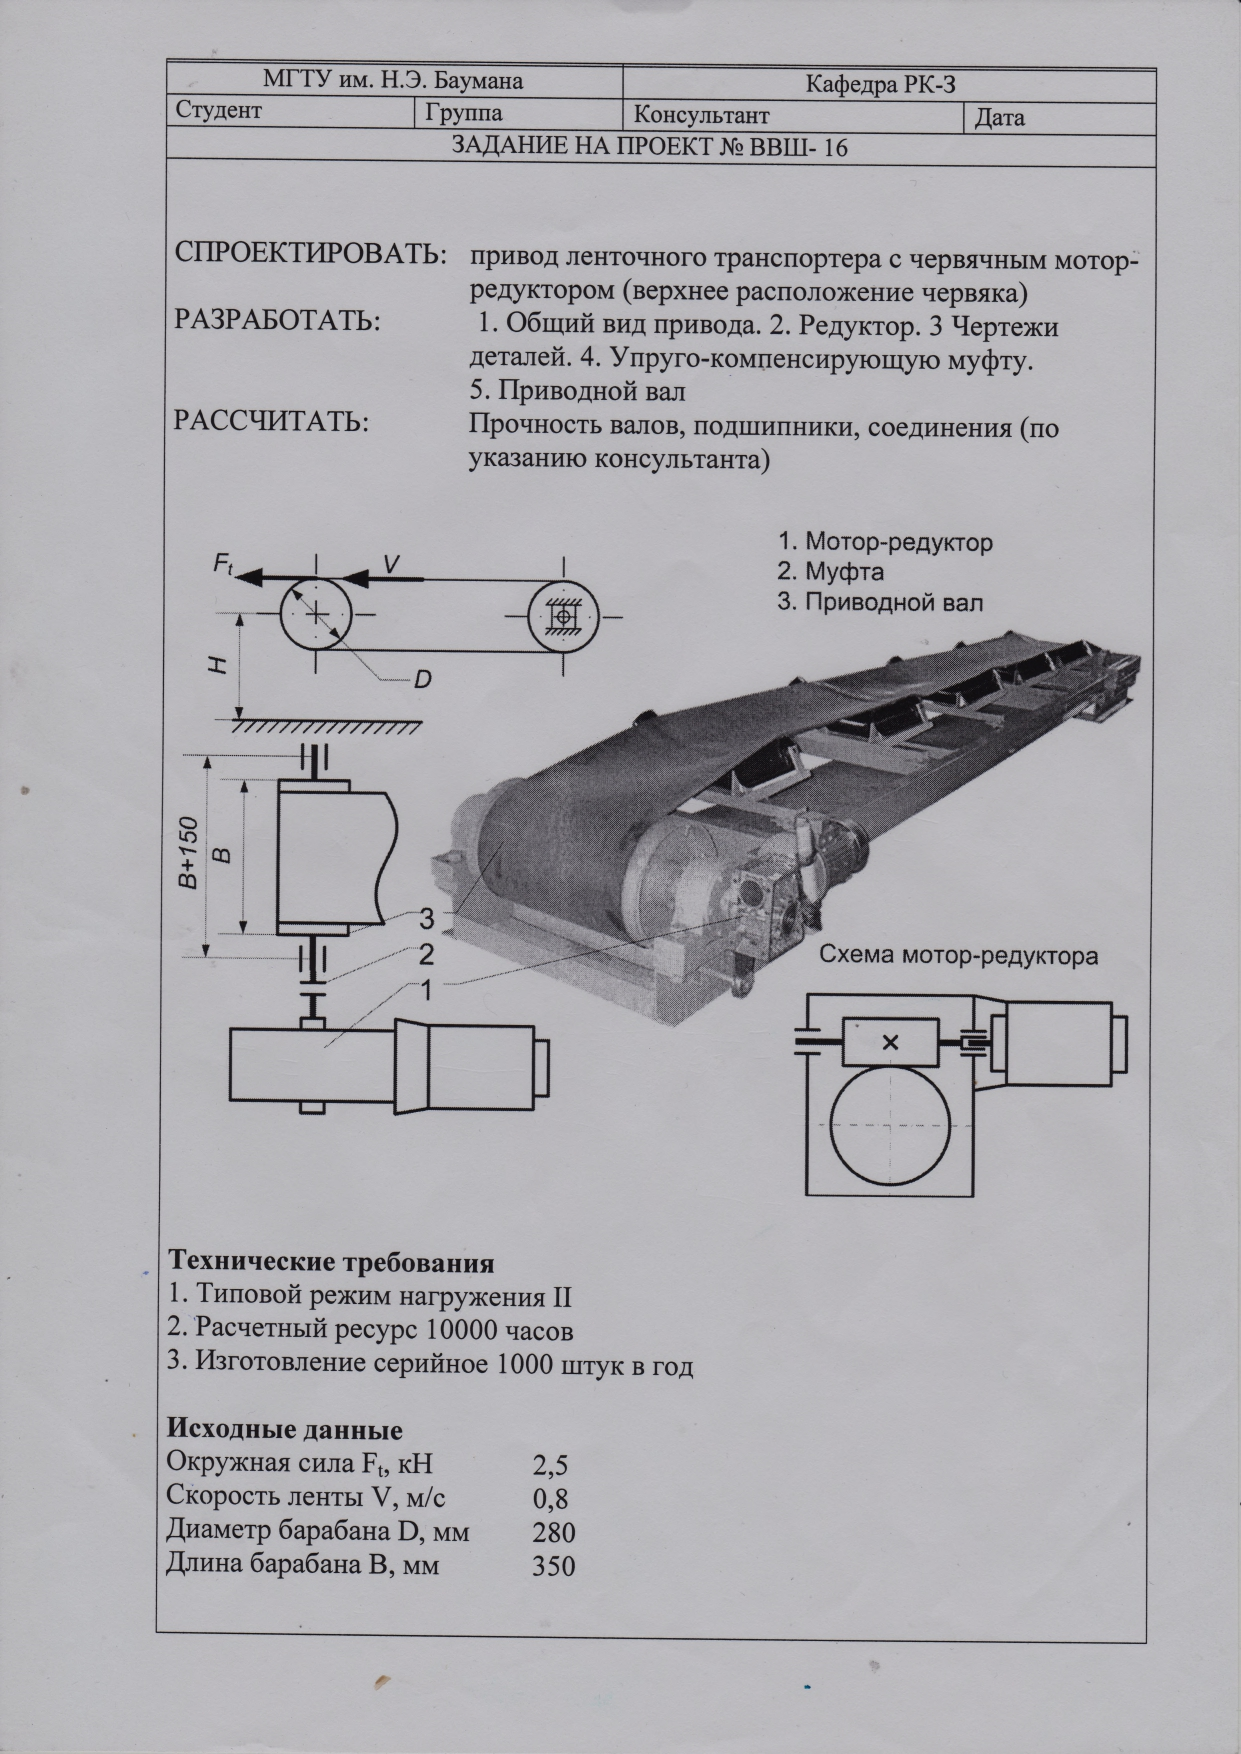 МГТУ им. Н.Э. Баумана
Кафедра РК-3
Студент
Группа
Консультант
Дата
ЗАДАНИЕ НА ПРОЕКТ № ВВШ- 16
СПРОЕКТИРОВАТЬ: привод ленточного транспортера с червячным мотор-
редуктором (верхнее расположение червяка)
РАЗРАБОТАТЬ: 1. Общий вид привода. 2. Редуктор. 3 Чертежи
деталей. 4. Упруго-компенсирующую муфту.
5. Приводной вал
РАССЧИТАТЬ: Прочность валов, подшипники, соединения (по
указанию консультанта)
1. Мотор-редуктор
2. Муфта
3. Приводной вал
Ft
V
H
D
B+150
B
3
2
1
Схема мотор-редуктора
Технические требования
1. Типовой режим нагружения II
2. Расчетный ресурс 10000 часов
3. Изготовление серийное 1000 штук в год
Исходные данные
Окружная сила Ft, кН 2,5
Скорость ленты V, м/с 0,8
Диаметр барабана D, мм 280
Длина барабана B, мм 350